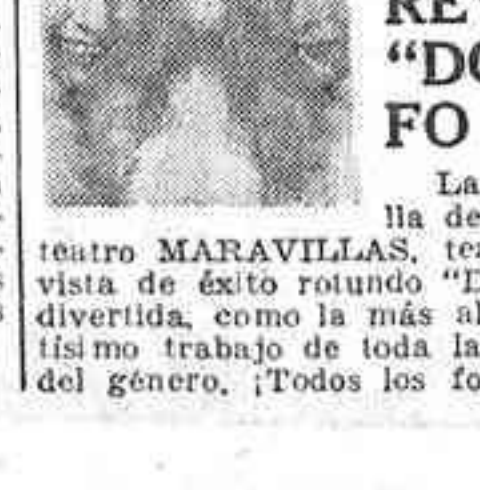 RE
“DO
FO
La
lla de
teatro MARAVILLAS, tea
vista de éxito rotundo “D
divertida, como la más al
tísimo trabajo de toda la
del género. ¡Todos los fo